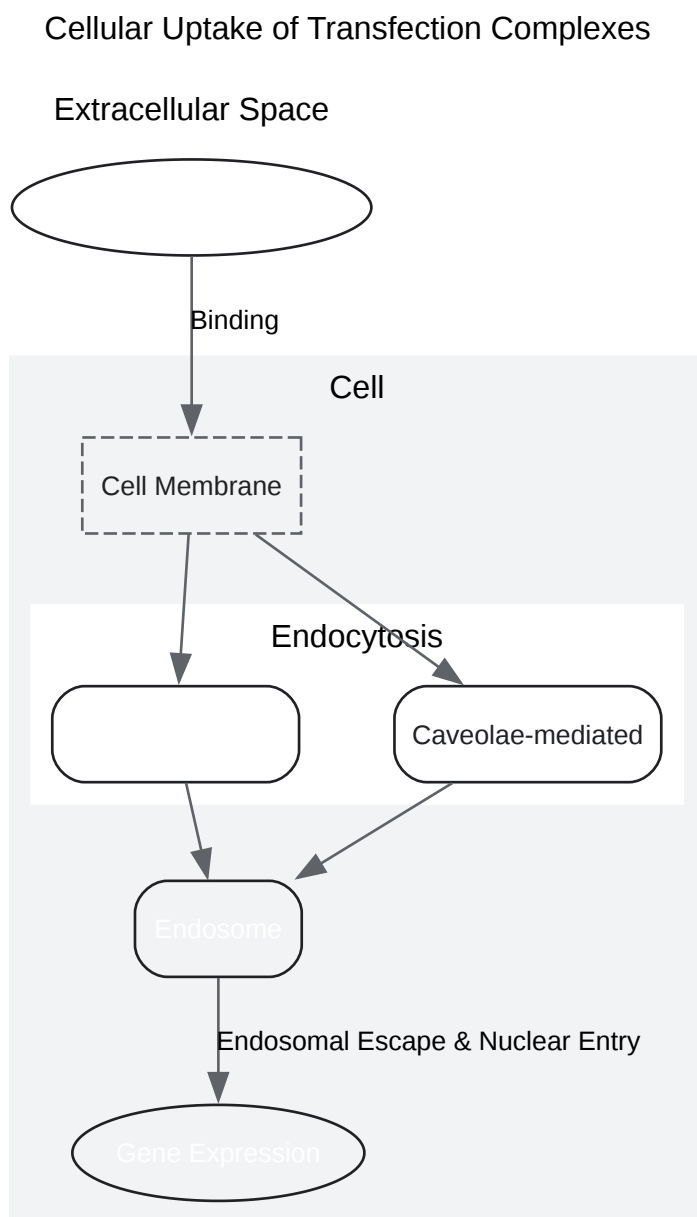 Cellular Uptake of Transfection Complexes
Extracellular Space
Binding
Cell
Cell Membrane
Endocytosis
Caveolae-mediated
Endosome
Endosomal Escape & Nuclear Entry
Gene Expression